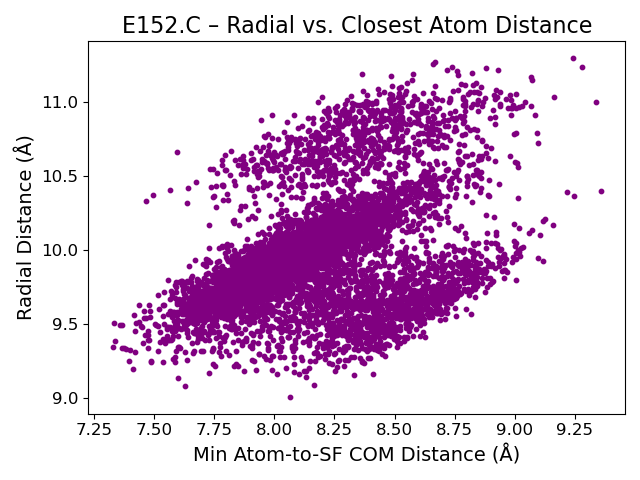 E152.C – Radial vs. Closest Atom Distance
Radial Distance (Å)
11.0
10.5
10.0
9.5
9.0
7.25 7.50 7.75 8.00 8.25 8.50 8.75 9.00 9.25
Min Atom-to-SF COM Distance (Å)